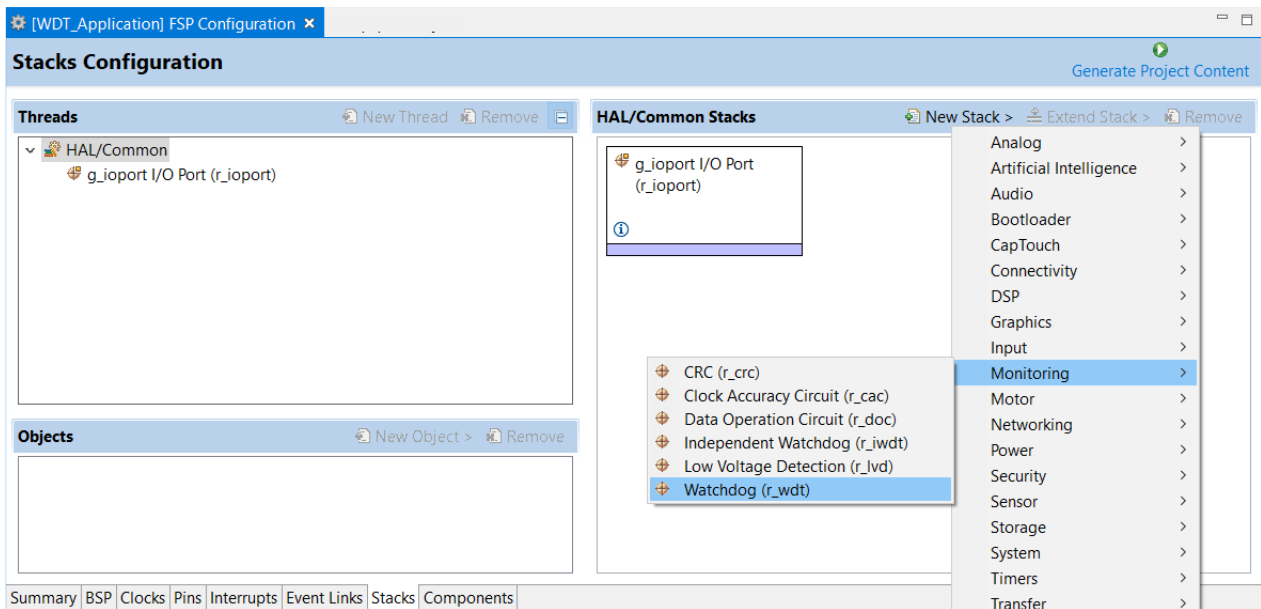 [WDT_Application] FSP Configuration
Stacks Configuration
Generate Project Content
Threads
New Thread
Remove
HAL/Common
g_ioport I/O Port (r_ioport)
HAL/Common Stacks
New Stack >
Extend Stack >
Remove
g_ioport I/O Port
(r_ioport)
Analog
Artificial Intelligence
Audio
Bootloader
CapTouch
Connectivity
DSP
Graphics
Input
Monitoring
Motor
Networking
Power
Security
Sensor
Storage
System
Timers
Transfer
CRC (r_crc)
Clock Accuracy Circuit (r_cac)
Data Operation Circuit (r_doc)
Independent Watchdog (r_iwdt)
Low Voltage Detection (r_lvd)
Watchdog (r_wdt)
Objects
New Object >
Remove
Summary BSP Clocks Pins Interrupts Event Links Stacks Components